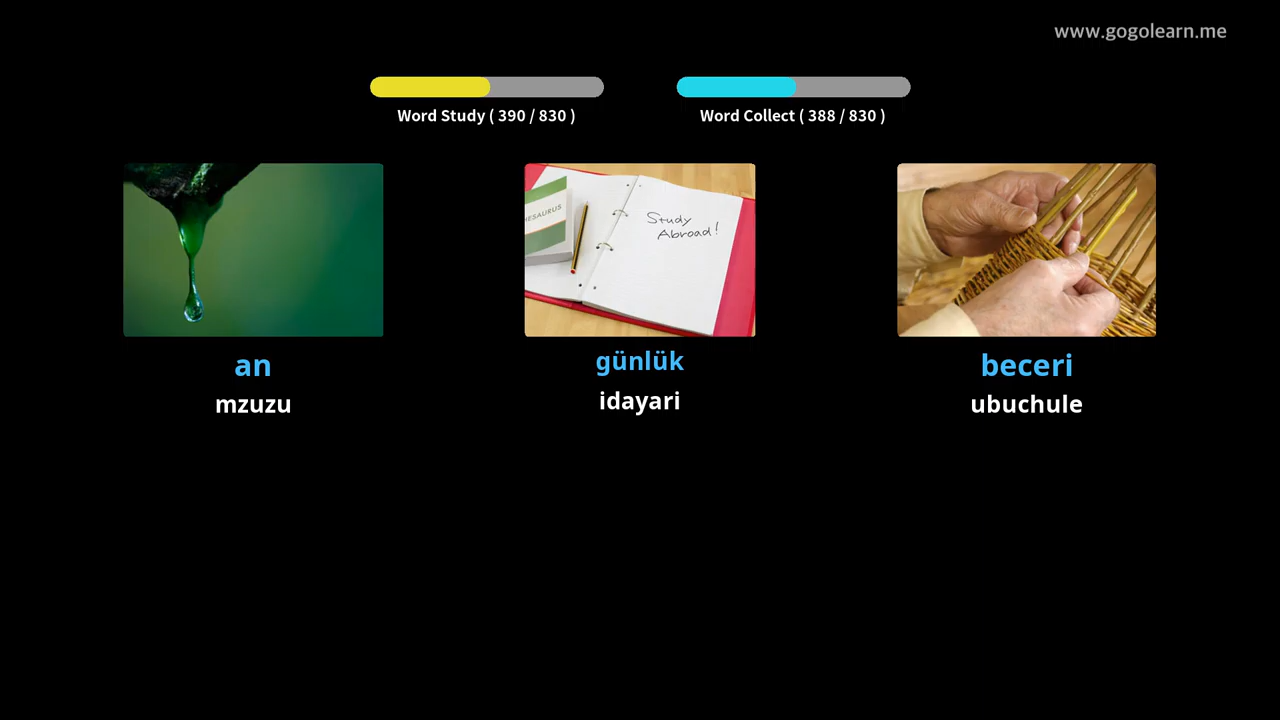 www.gogolearn.me
Word Study ( 390 / 830 )
Word Collect ( 388 / 830 )
HESAURUS
Study
Abroad!
an
günlük
beceri
mzuzu
idayari
ubuchule